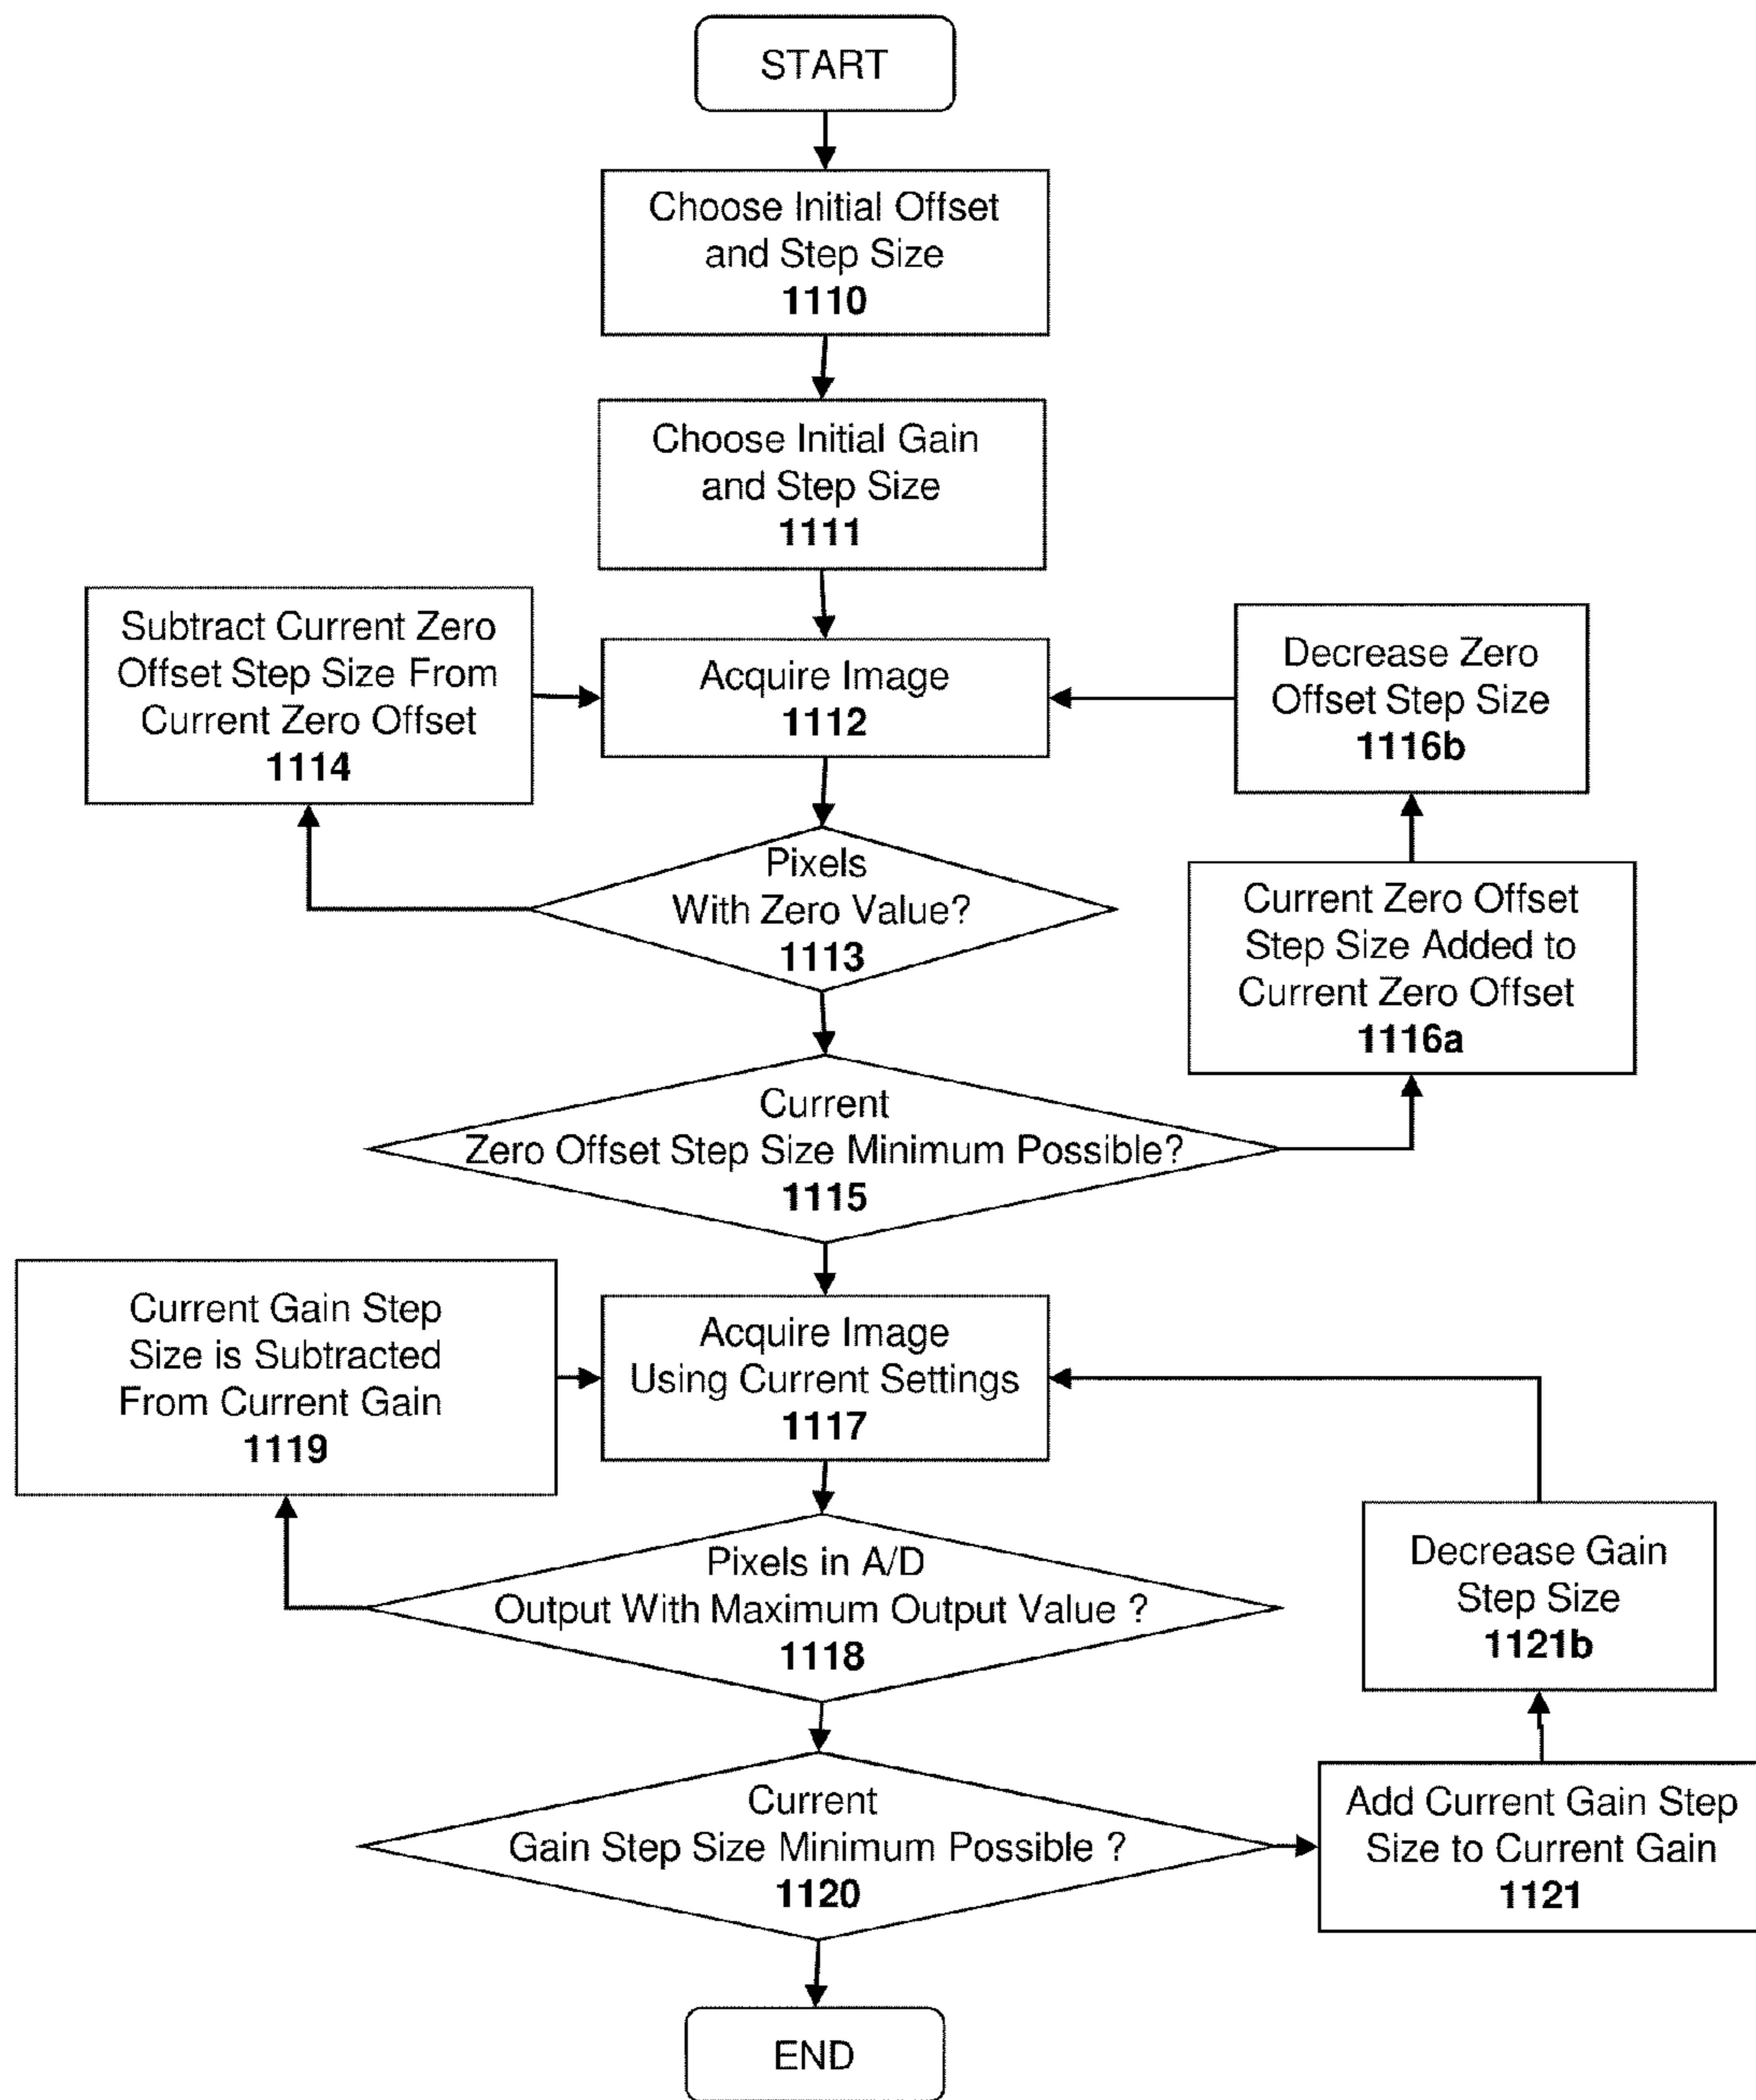 START
Choose Initial Offset
and Step Size
1110
Choose Initial Gain
and Step Size
1111
Subtract Current Zero
Offset Step Size From
Current Zero Offset
1114
Acquire Image
1112
Decrease Zero
Offset Step Size
1116b
Pixels
With Zero Value?
1113
Current Zero Offset
Step Size Added to
Current Zero Offset
1116a
Current
Zero Offset Step Size Minimum Possible?
1115
Current Gain Step
Size is Subtracted
From Current Gain
1119
Acquire Image
Using Current Settings
1117
Pixels in A/D
Output With Maximum Output Value ?
1118
Decrease Gain
Step Size
1121b
Current
Gain Step Size Minimum Possible ?
1120
Add Current Gain Step
Size to Current Gain
1121
END